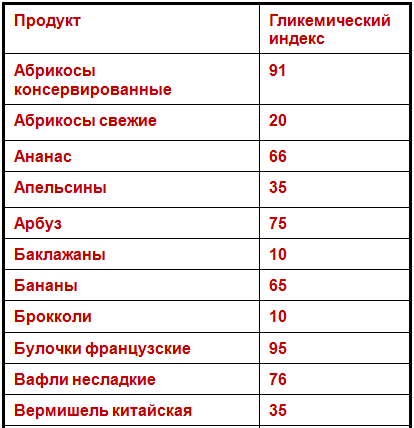 Продукт Гликемический
индекс
Абрикосы 91
консервированные
Абрикосы свежие 20
Ананас 66
Апельсины 35
Арбуз 75
Баклажаны 10
Бананы 65
Брокколи 10
Булочки французские 95
Вафли несладкие 76
Вермишель китайская 35